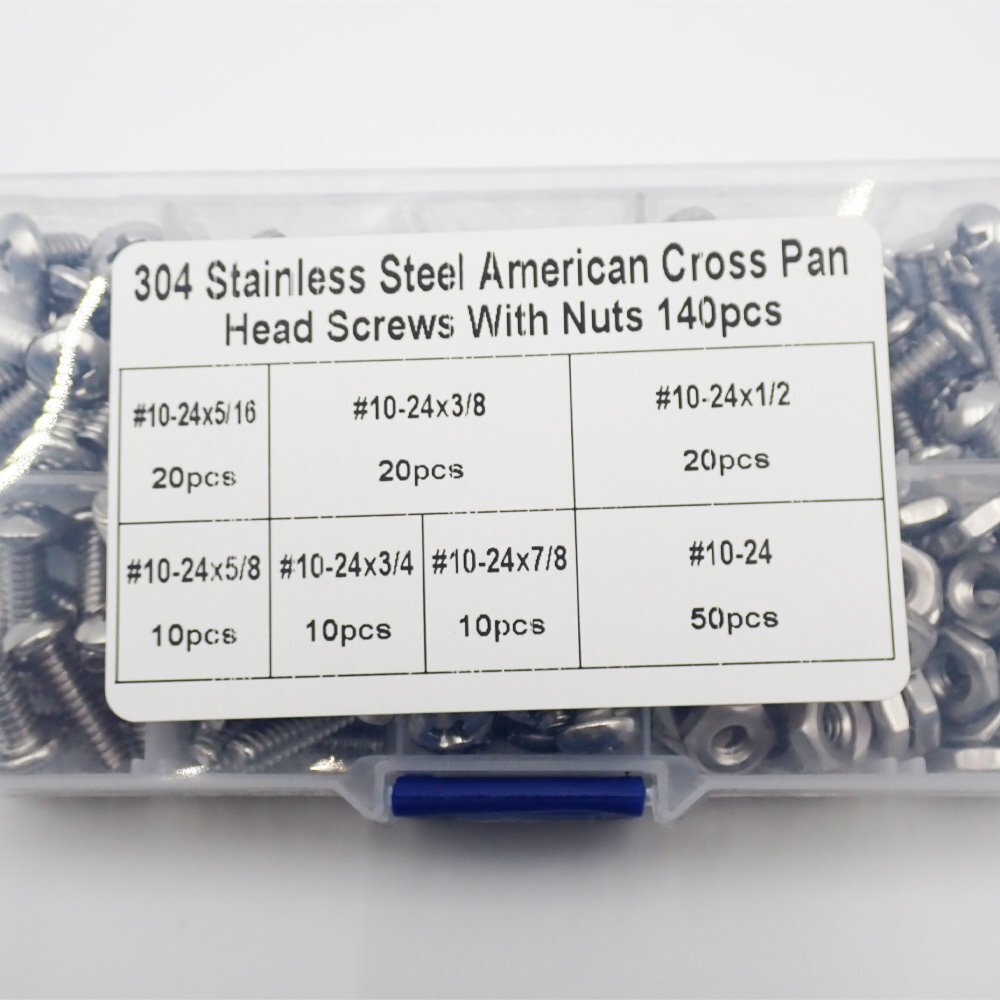 304 Stainless Steel American Cross Pan
Head Screws With Nuts 140pcs
#10-24x5/16
20pcs
#10-24x3/8
20pcs
#10-24x1/2
20pcs
#10-24x5/8
10pcs
#10-24x3/4
10pcs
#10-24x7/8
10pcs
#10-24
50pcs